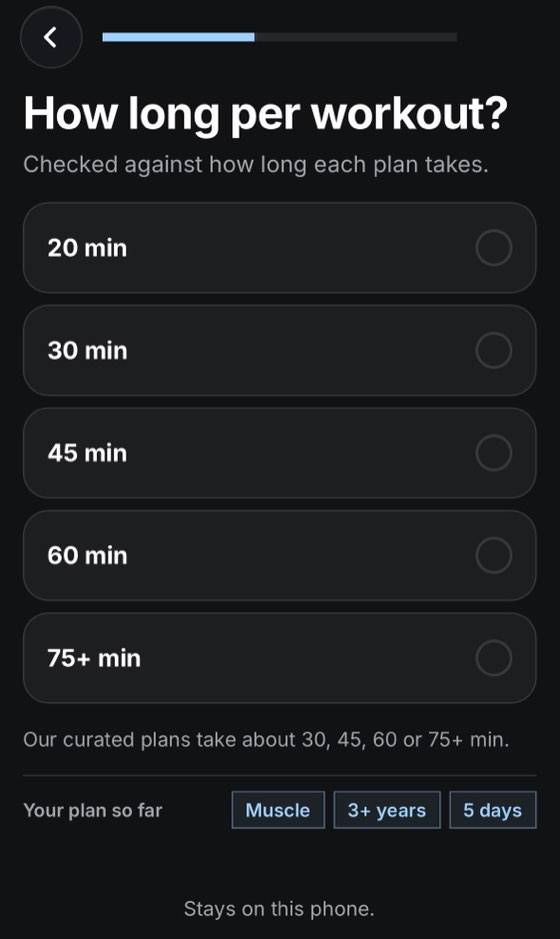 How long per workout?
Checked against how long each plan takes.
20 min
30 min
45 min
60 min
75+ min
Our curated plans take about 30, 45, 60 or 75+ min.
Your plan so far Muscle 3+ years 5 days
Stays on this phone.